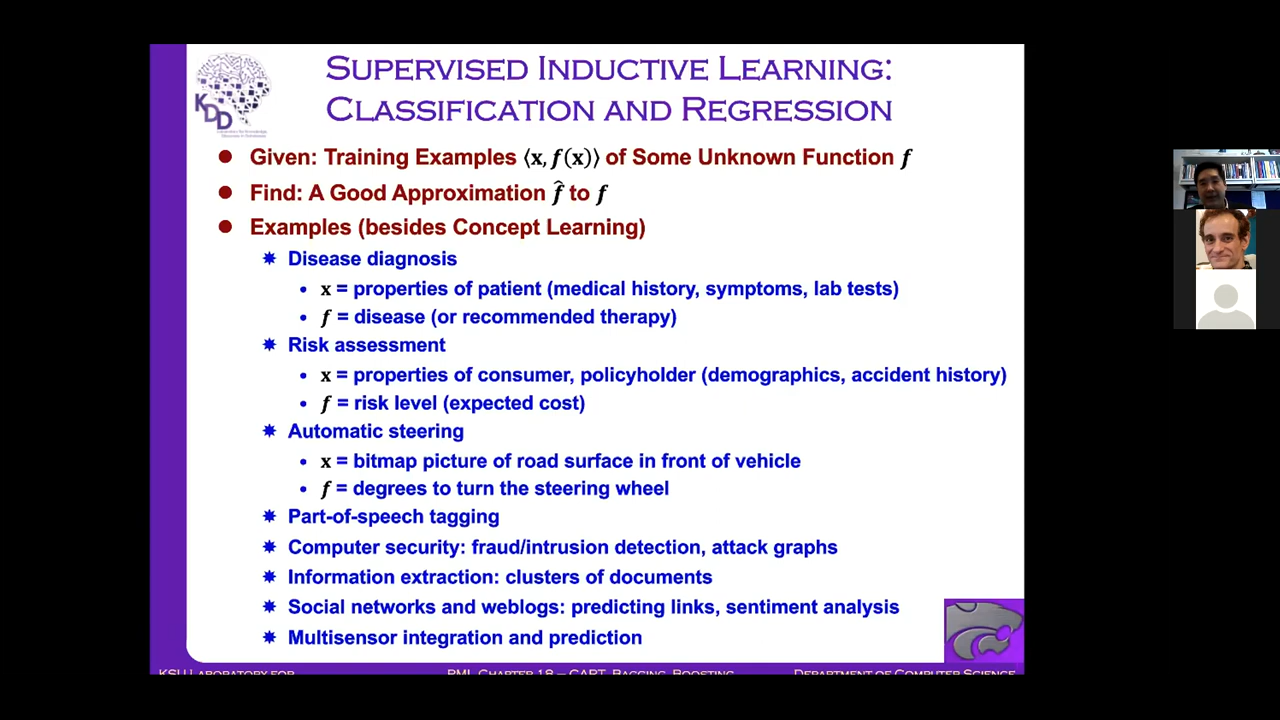 SUPERVISED INDUCTIVE LEARNING:
CLASSIFICATION AND REGRESSION
KDD
● Given: Training Examples ⟨x, f(x)⟩ of Some Unknown Function f
● Find: A Good Approximation f̂ to f
● Examples (besides Concept Learning)
✷ Disease diagnosis
• x = properties of patient (medical history, symptoms, lab tests)
• f = disease (or recommended therapy)
✷ Risk assessment
• x = properties of consumer, policyholder (demographics, accident history)
• f = risk level (expected cost)
✷ Automatic steering
• x = bitmap picture of road surface in front of vehicle
• f = degrees to turn the steering wheel
✷ Part-of-speech tagging
✷ Computer security: fraud/intrusion detection, attack graphs
✷ Information extraction: clusters of documents
✷ Social networks and weblogs: predicting links, sentiment analysis
✷ Multisensor integration and prediction
KSU LABORATORY FOR
PML CHAPTER 18 – CART, BAGGING, BOOSTING
DEPARTMENT OF COMPUTER SCIENCE